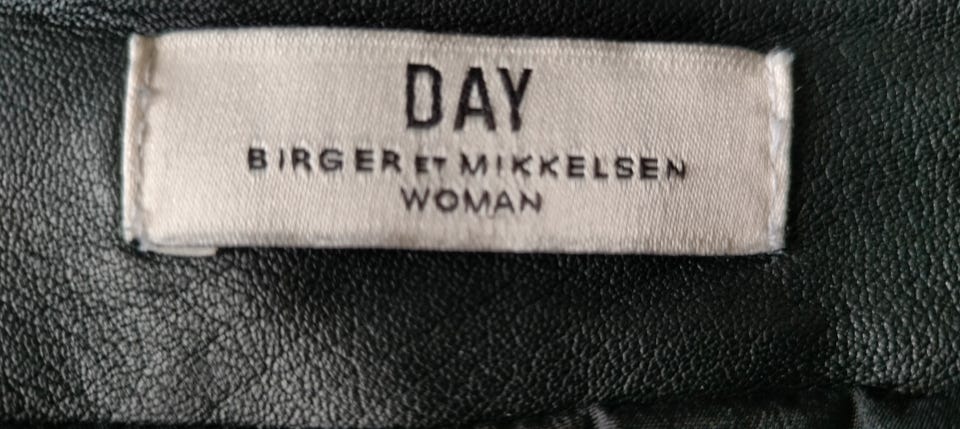 DAY
BIRGER ET MIKKELSEN
WOMAN